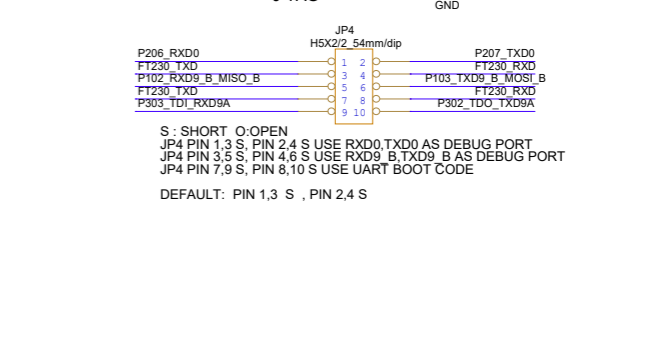 GND
JP4
H5X2/2_54mm/dip
P206_RXD0 1 2 P207_TXD0
FT230_TXD 3 4 FT230_RXD
P102_RXD9_B_MISO_B 5 6 P103_TXD9_B_MOSI_B
FT230_TXD 7 8 FT230_RXD
P303_TDI_RXD9A 9 10 P302_TDO_TXD9A
S : SHORT O:OPEN
JP4 PIN 1,3 S, PIN 2,4 S USE RXD0,TXD0 AS DEBUG PORT
JP4 PIN 3,5 S, PIN 4,6 S USE RXD9_B,TXD9_B AS DEBUG PORT
JP4 PIN 7,9 S, PIN 8,10 S USE UART BOOT CODE
DEFAULT: PIN 1,3 S , PIN 2,4 S